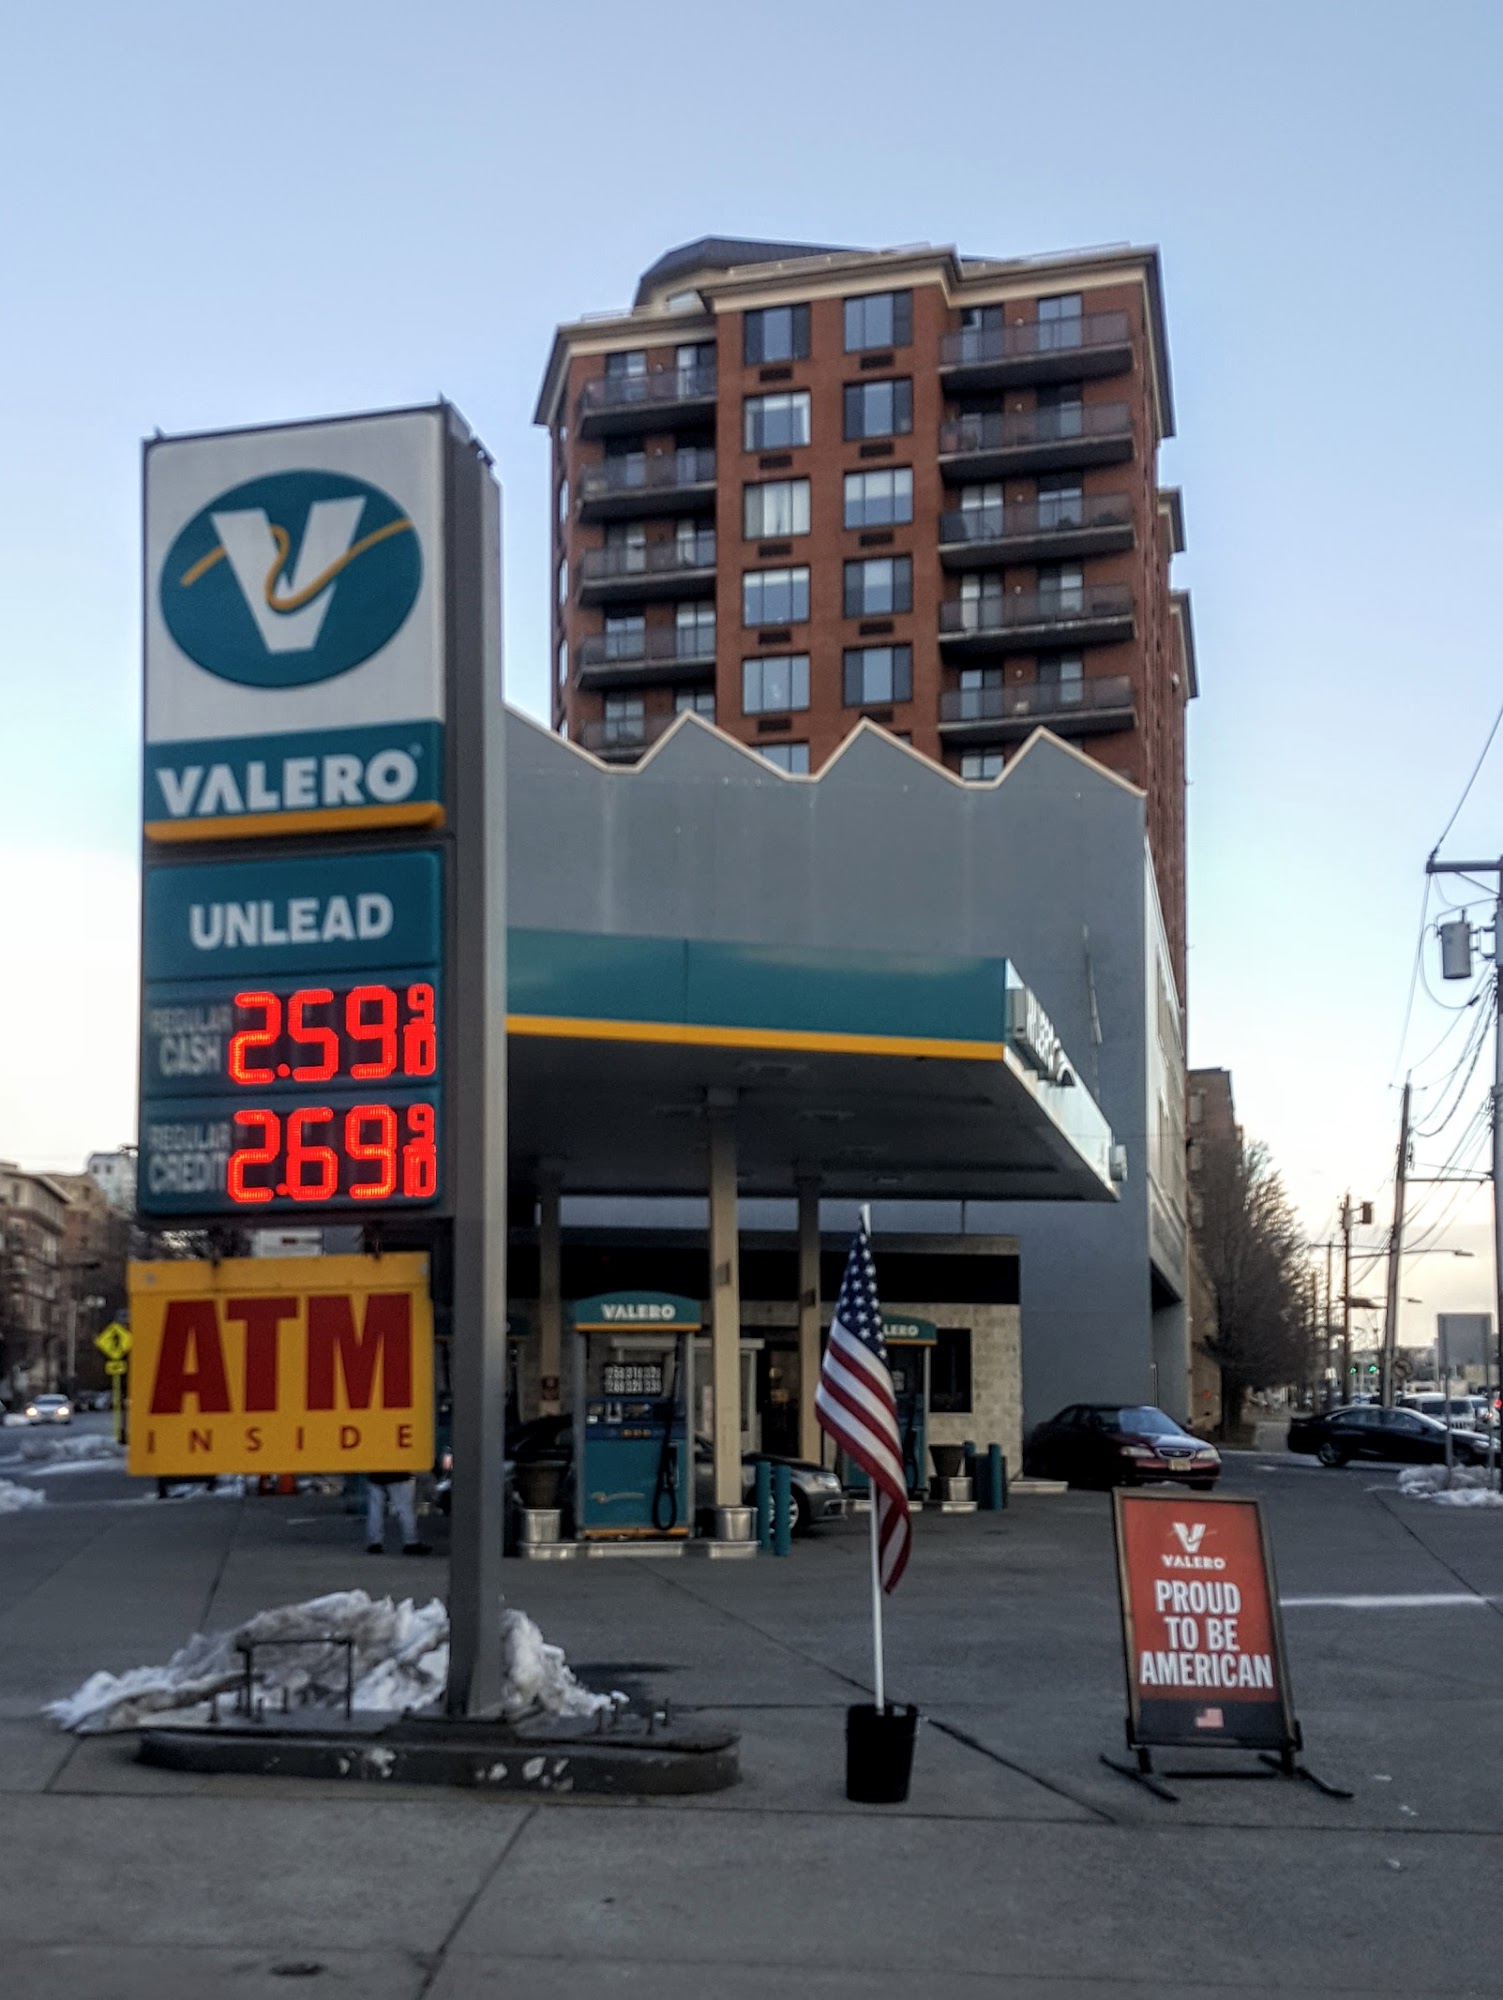 VALERO
UNLEAD
REGULAR
CASH
2.59 9/10
REGULAR
CREDIT
2.69 9/10
ATM
INSIDE
VALERO
VALERO
PROUD
TO BE
AMERICAN